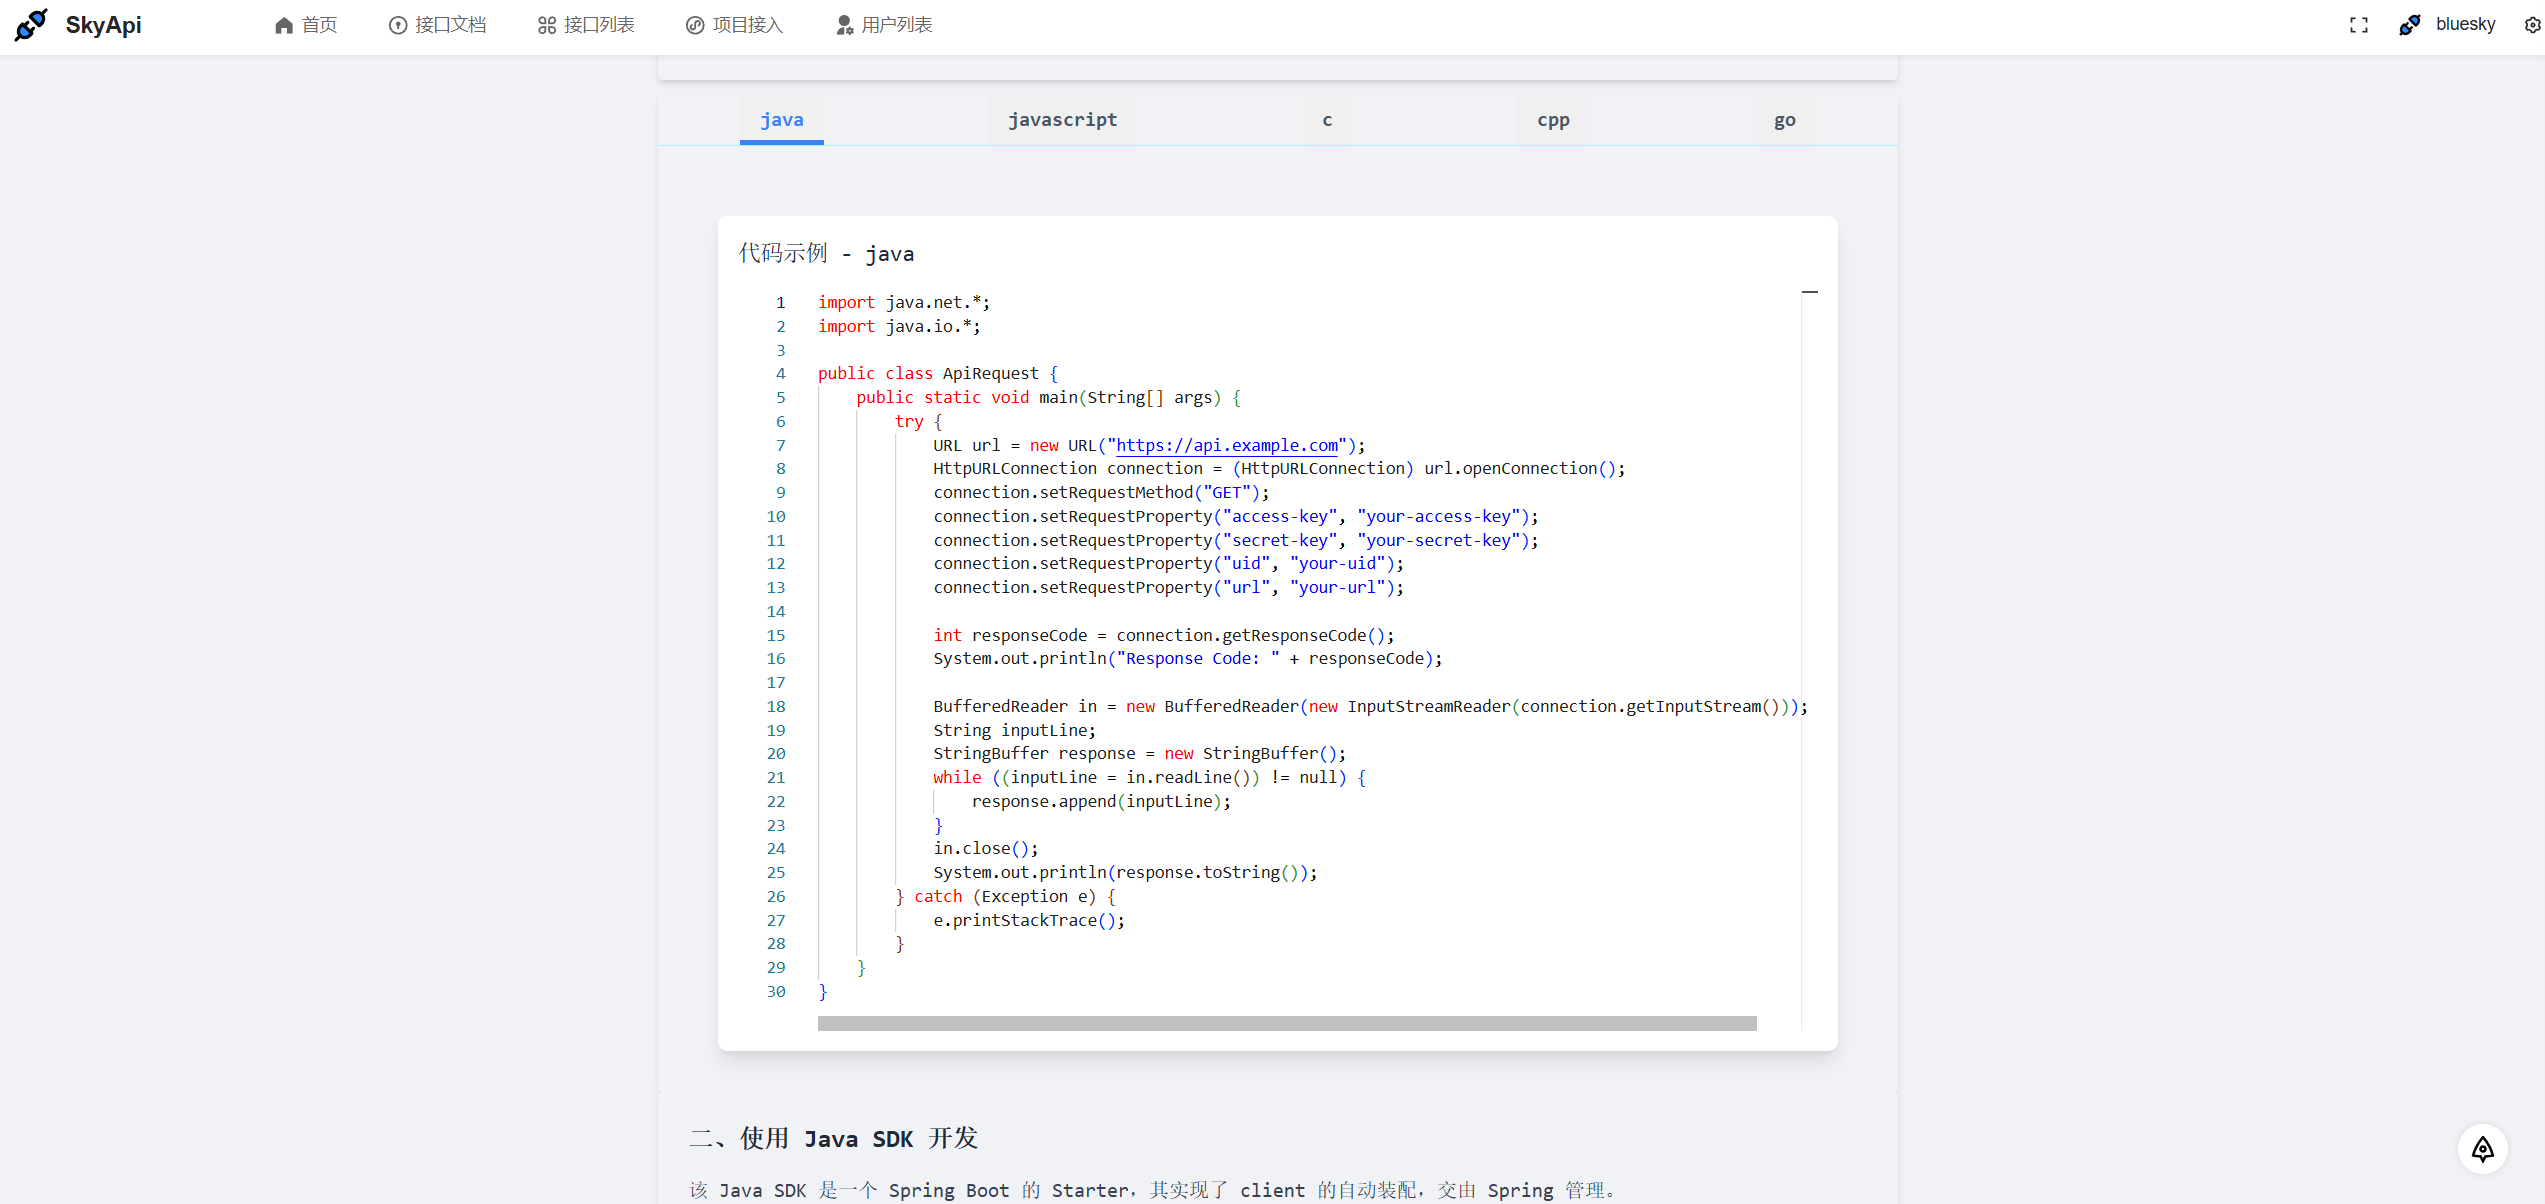 SkyApi 首页 接口文档 接口列表 项目接入 用户列表 bluesky
java javascript c cpp go
代码示例 - java
1 import java.net.*;
2 import java.io.*;
3
4 public class ApiRequest {
5 public static void main(String[] args) {
6 try {
7 URL url = new URL("https://api.example.com");
8 HttpURLConnection connection = (HttpURLConnection) url.openConnection();
9 connection.setRequestMethod("GET");
10 connection.setRequestProperty("access-key", "your-access-key");
11 connection.setRequestProperty("secret-key", "your-secret-key");
12 connection.setRequestProperty("uid", "your-uid");
13 connection.setRequestProperty("url", "your-url");
14
15 int responseCode = connection.getResponseCode();
16 System.out.println("Response Code: " + responseCode);
17
18 BufferedReader in = new BufferedReader(new InputStreamReader(connection.getInputStream()));
19 String inputLine;
20 StringBuffer response = new StringBuffer();
21 while ((inputLine = in.readLine()) != null) {
22 response.append(inputLine);
23 }
24 in.close();
25 System.out.println(response.toString());
26 } catch (Exception e) {
27 e.printStackTrace();
28 }
29 }
30 }
二、使用 Java SDK 开发
该 Java SDK 是一个 Spring Boot 的 Starter，其实现了 client 的自动装配，交由 Spring 管理。